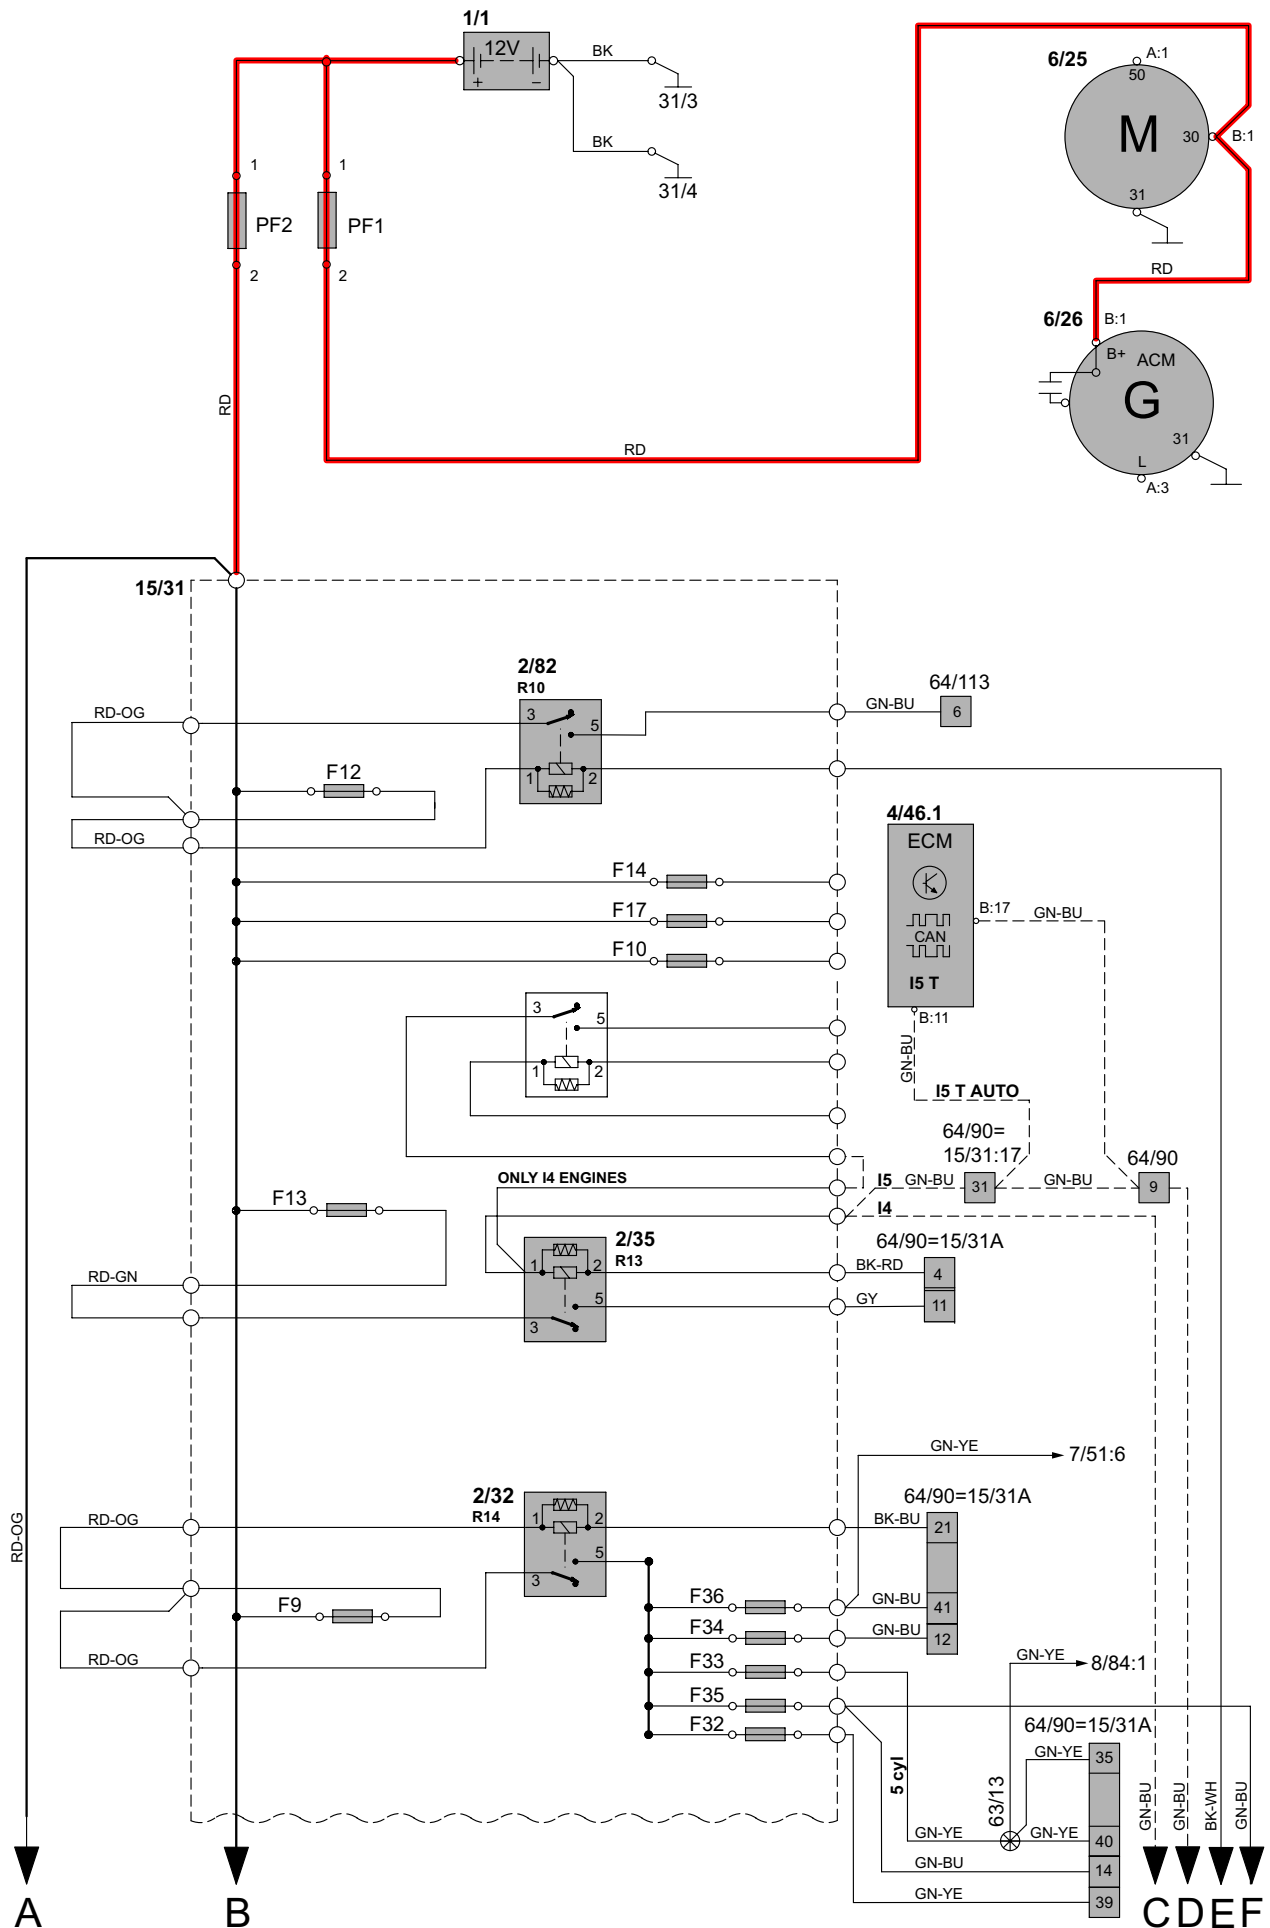 1/1
12V
+ −
BK
31/3
BK
31/4
6/25
A:1
50
M
30
B:1
31
RD
6/26
B:1
B+
ACM
G
31
L
A:3
1
PF2
2
1
PF1
2
RD
RD
15/31
2/82
R10
3
5
1
2
RD-OG
F12
RD-OG
GN-BU
64/113
6
4/46.1
ECM
CAN
I5 T
B:17
GN-BU
B:11
GN-BU
I5 T AUTO
F14
F17
F10
3
5
1
2
64/90=
15/31:17
31
64/90
9
I5
GN-BU
GN-BU
I4
ONLY I4 ENGINES
F13
RD-GN
2/35
R13
1
2
5
3
64/90=15/31A
BK-RD
4
GY
11
GN-YE
7/51:6
2/32
R14
1
2
5
3
RD-OG
RD-OG
F9
RD-OG
64/90=15/31A
BK-BU
21
F36
GN-BU
41
F34
GN-BU
12
F33
F35
F32
GN-YE
8/84:1
64/90=15/31A
GN-YE
35
5 cyl
63/13
GN-YE
GN-YE
40
GN-BU
14
GN-YE
39
GN-BU
GN-BU
BK-WH
GN-BU
A
B
C
D
E
F